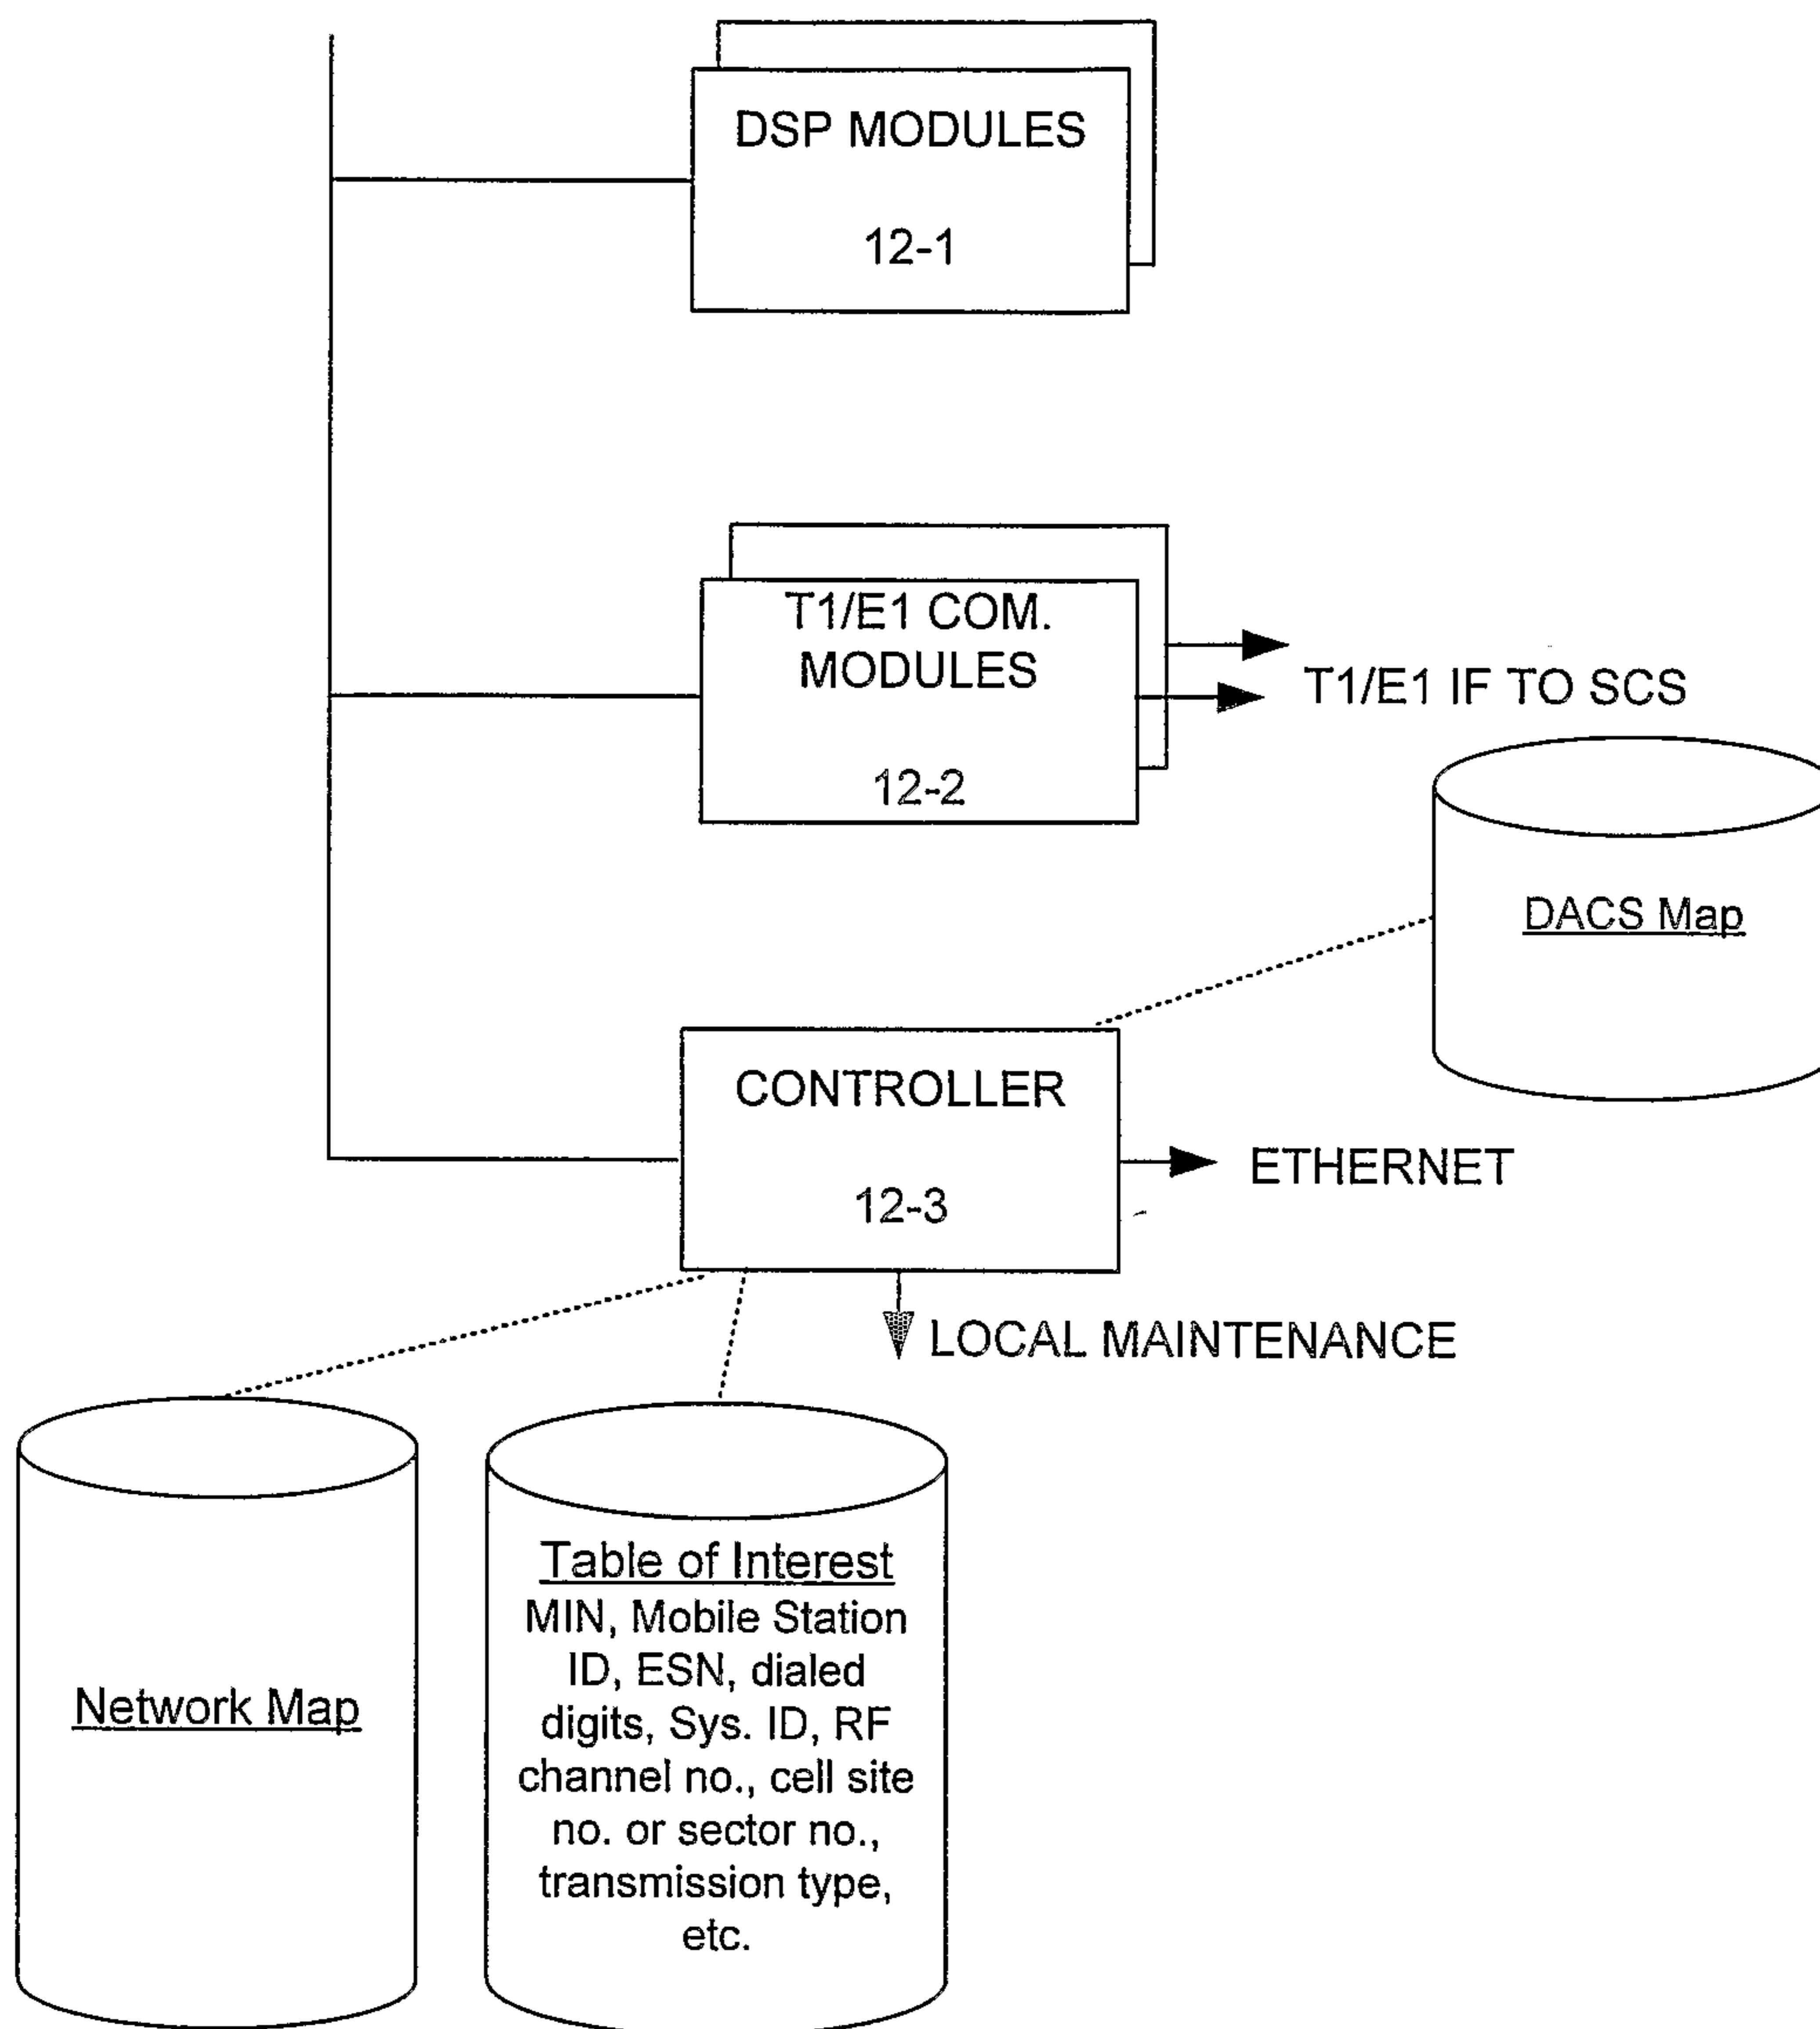 DSP MODULES
12-1
T1/E1 COM.
MODULES
12-2
T1/E1 IF TO SCS
DACS Map
CONTROLLER
12-3
ETHERNET
LOCAL MAINTENANCE
Network Map
Table of Interest
MIN, Mobile Station
ID, ESN, dialed
digits, Sys. ID, RF
channel no., cell site
no. or sector no.,
transmission type,
etc.